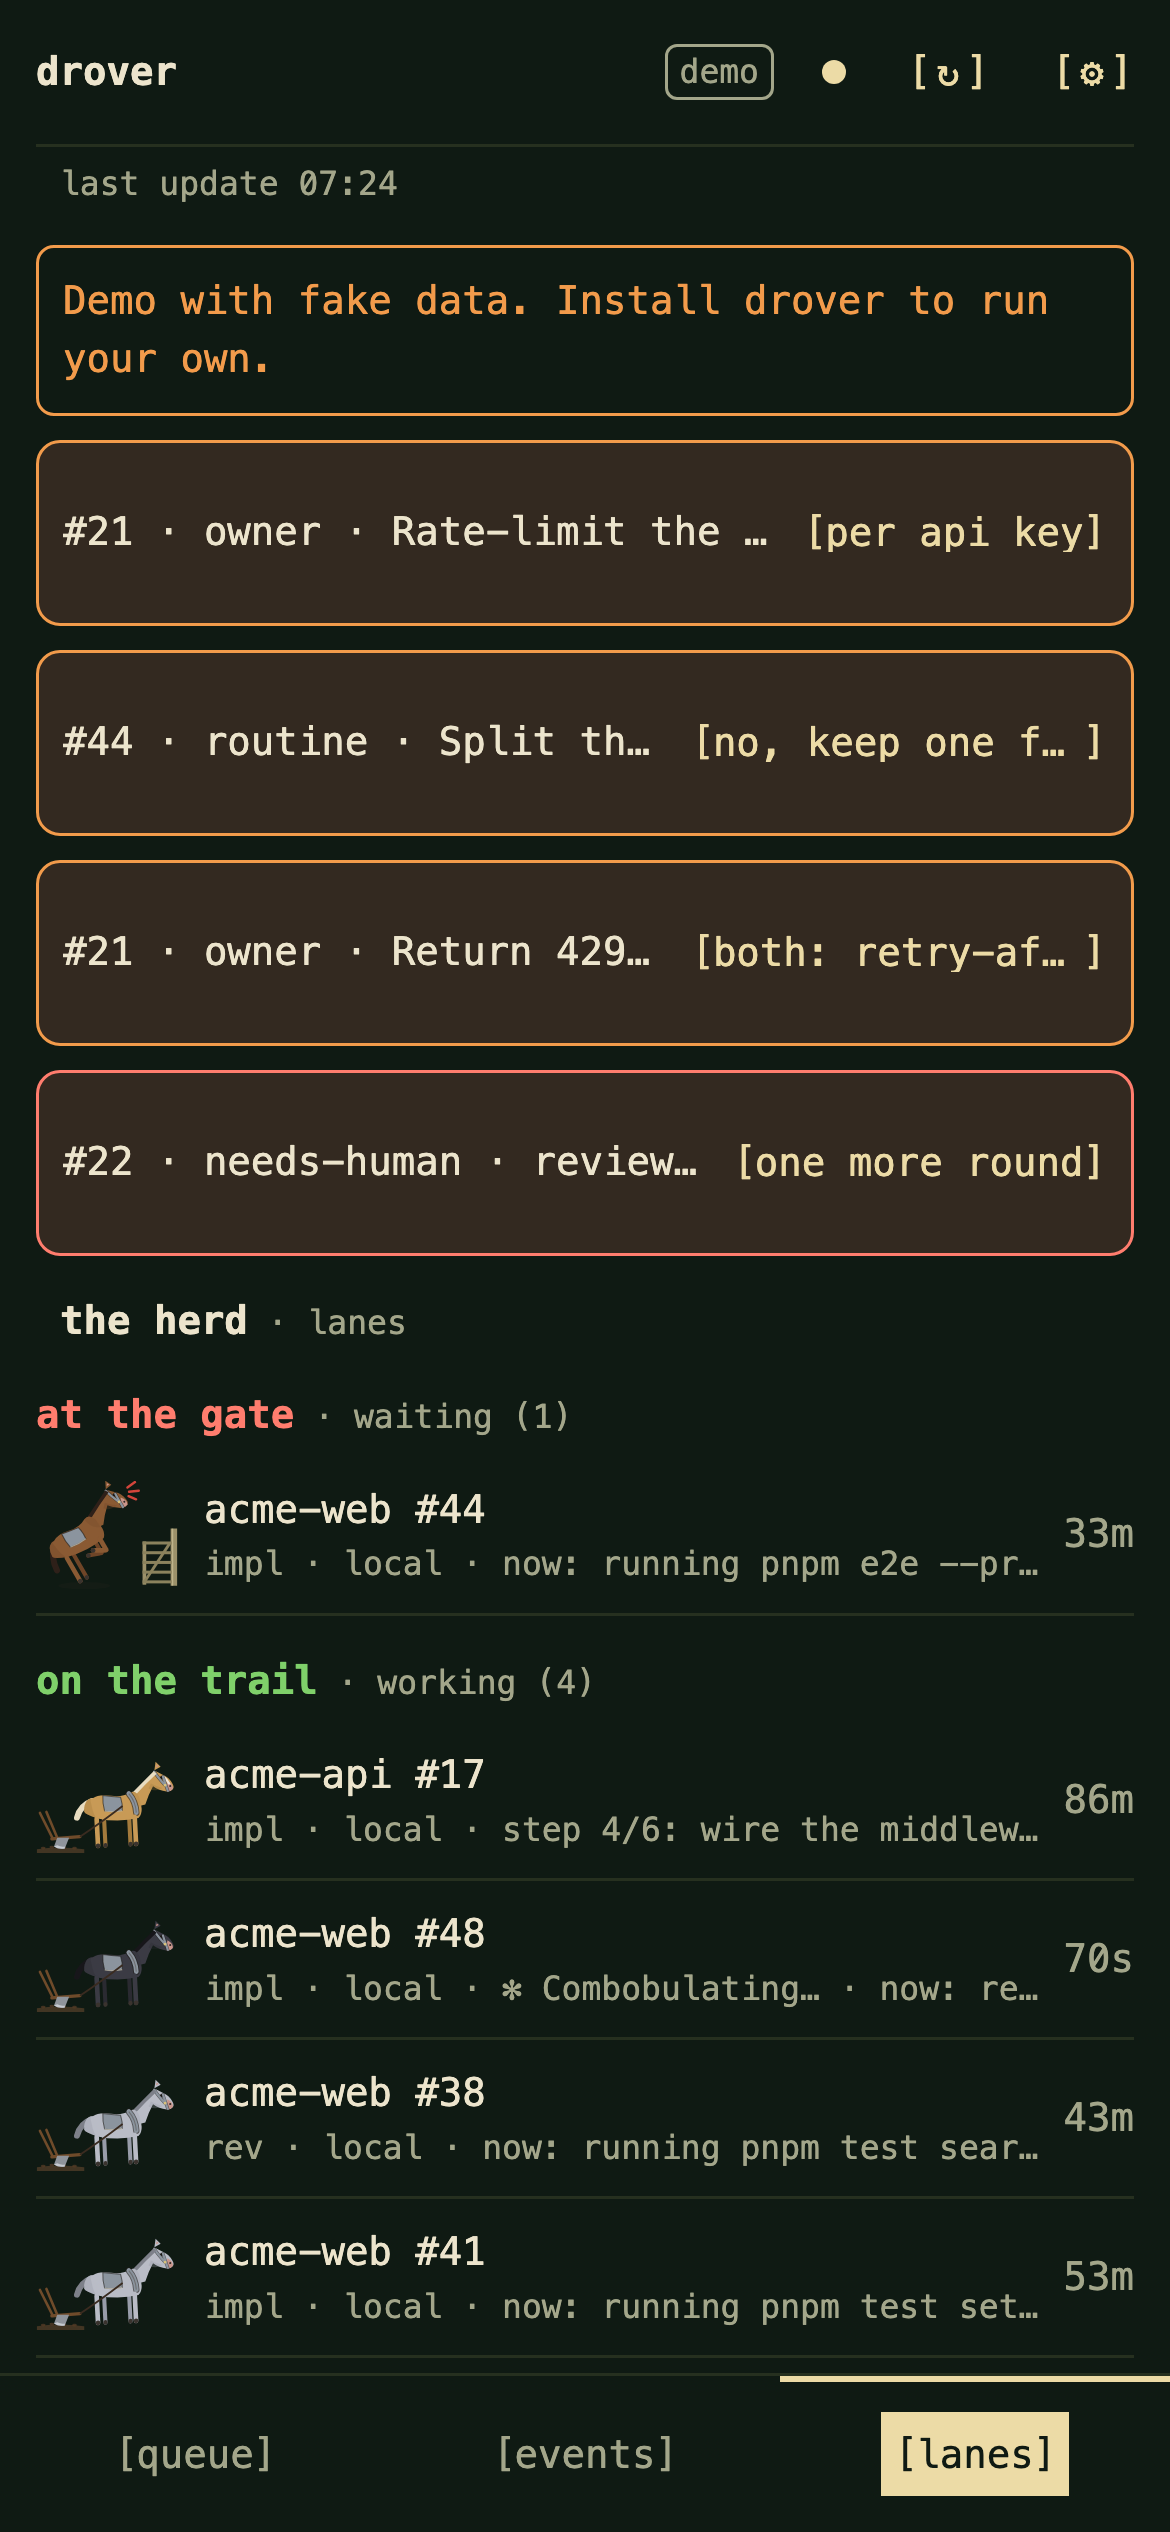 drover demo [↻] [⚙]
last update 07:24
Demo with fake data. Install drover to run
your own.
#21 · owner · Rate-limit the … [per api key]
#44 · routine · Split th… [no, keep one f… ]
#21 · owner · Return 429… [both: retry-af… ]
#22 · needs-human · review… [one more round]
the herd · lanes
at the gate · waiting (1)
acme-web #44
impl · local · now: running pnpm e2e --pr… 33m
on the trail · working (4)
acme-api #17
impl · local · step 4/6: wire the middlew… 86m
acme-web #48
impl · local · ✻ Combobulating… · now: re… 70s
acme-web #38
rev · local · now: running pnpm test sear… 43m
acme-web #41
impl · local · now: running pnpm test set… 53m
[queue] [events] [lanes]